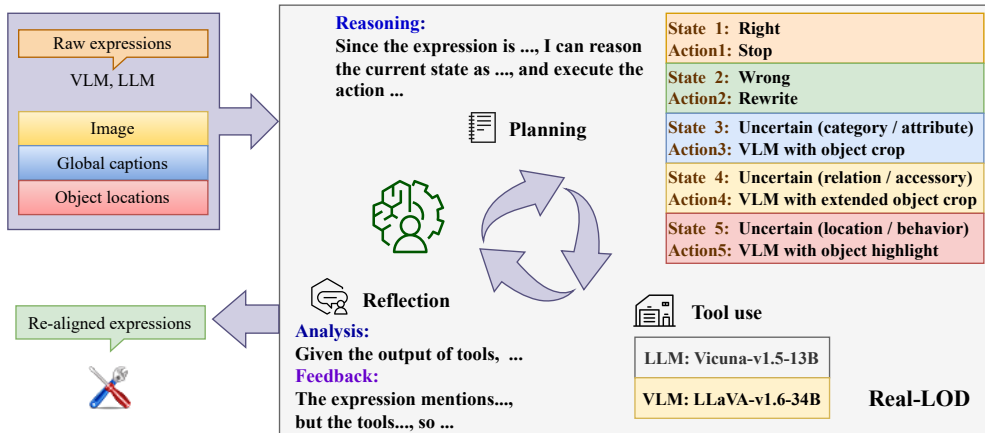 Raw expressions
VLM, LLM
Image
Global captions
Object locations
Re-aligned expressions
Reasoning:
Since the expression is ..., I can reason
the current state as ..., and execute the
action ...
Planning
Reflection
Analysis:
Given the output of tools, ...
Feedback:
The expression mentions...,
but the tools..., so ...
State 1: Right
Action1: Stop
State 2: Wrong
Action2: Rewrite
State 3: Uncertain (category / attribute)
Action3: VLM with object crop
State 4: Uncertain (relation / accessory)
Action4: VLM with extended object crop
State 5: Uncertain (location / behavior)
Action5: VLM with object highlight
Tool use
LLM: Vicuna-v1.5-13B
VLM: LLaVA-v1.6-34B
Real-LOD